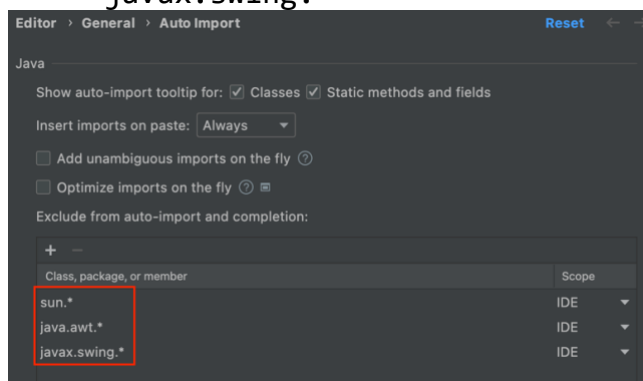 javax.swing.*
Editor › General › Auto Import Reset ← →
Java
Show auto-import tooltip for: Classes Static methods and fields
Insert imports on paste: Always
Add unambiguous imports on the fly ?
Optimize imports on the fly ?
Exclude from auto-import and completion:
+ −
Class, package, or member Scope
sun.* IDE
java.awt.* IDE
javax.swing.* IDE